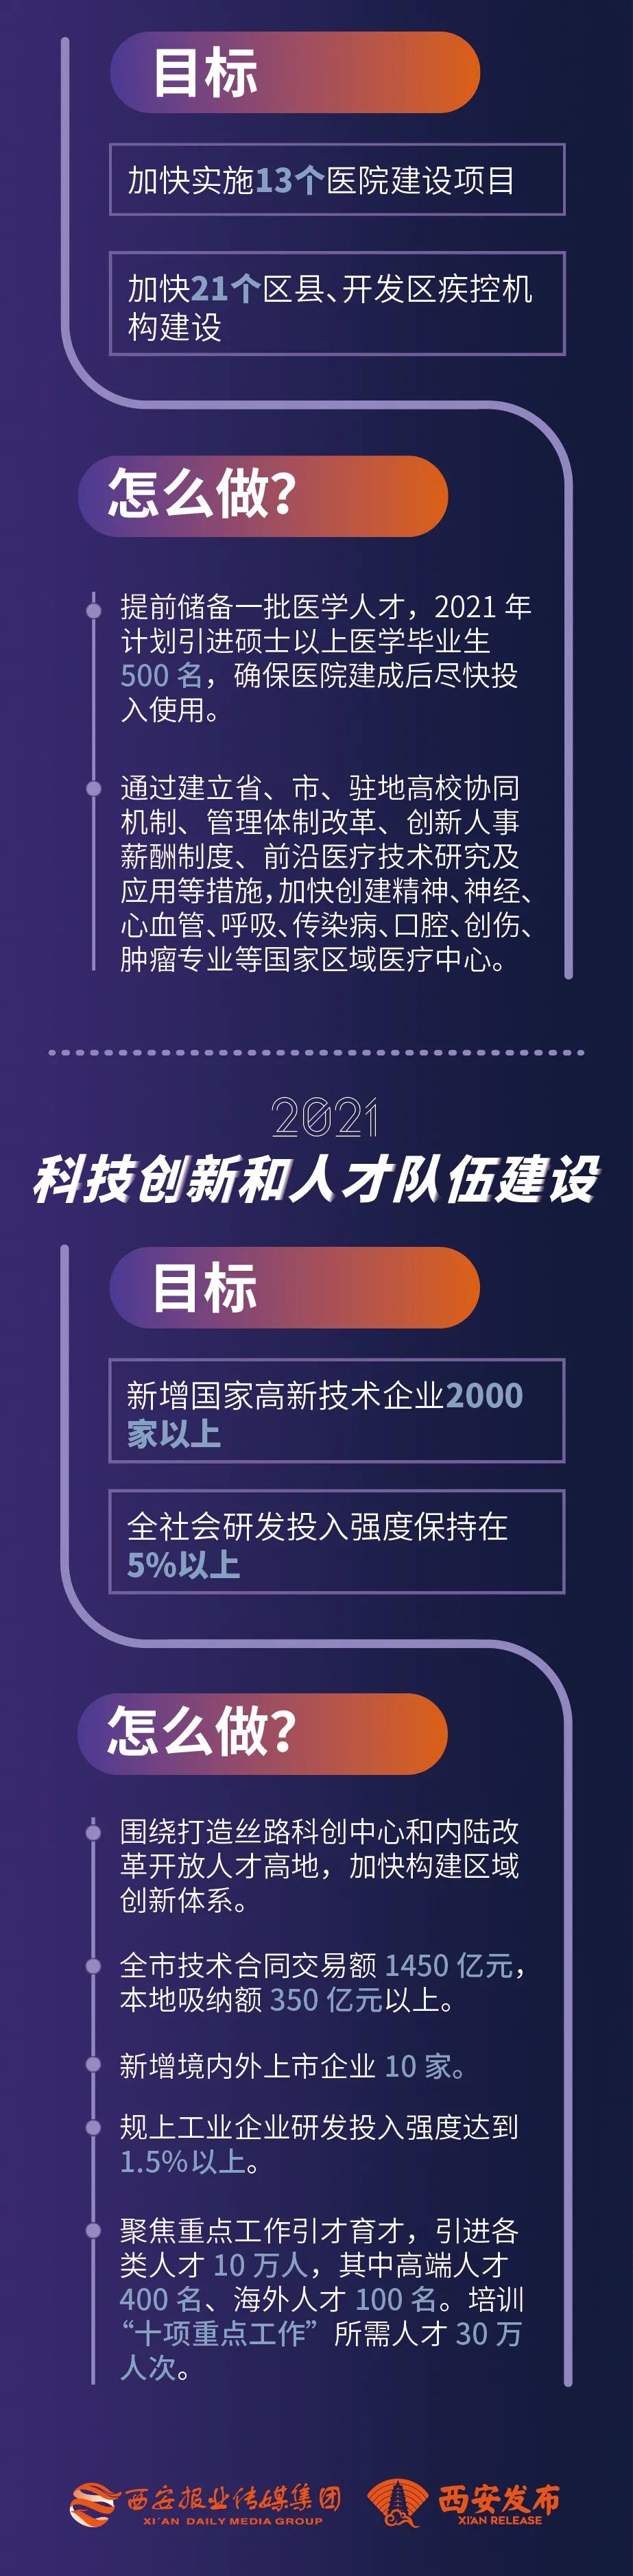 目标
加快实施13个医院建设项目
加快21个区县、开发区疾控机
构建设
怎么做?
提前储备一批医学人才，2021 年
计划引进硕士以上医学毕业生
500 名，确保医院建成后尽快投
入使用。
通过建立省、市、驻地高校协同
机制、管理体制改革、创新人事
薪酬制度、前沿医疗技术研究及
应用等措施，加快创建精神、神经、
心血管、呼吸、传染病、口腔、创伤、
肿瘤专业等国家区域医疗中心。
2021
科技创新和人才队伍建设
目标
新增国家高新技术企业2000
家以上
全社会研发投入强度保持在
5%以上
怎么做?
围绕打造丝路科创中心和内陆改
革开放人才高地，加快构建区域
创新体系。
全市技术合同交易额 1450 亿元，
本地吸纳额 350 亿元以上。
新增境内外上市企业 10 家。
规上工业企业研发投入强度达到
1.5%以上。
聚焦重点工作引才育才，引进各
类人才 10 万人，其中高端人才
400 名、海外人才 100 名。培训
“十项重点工作”所需人才 30 万
人次。
西安报业传媒集团
XI'AN DAILY MEDIA GROUP
西安发布
XI'AN RELEASE